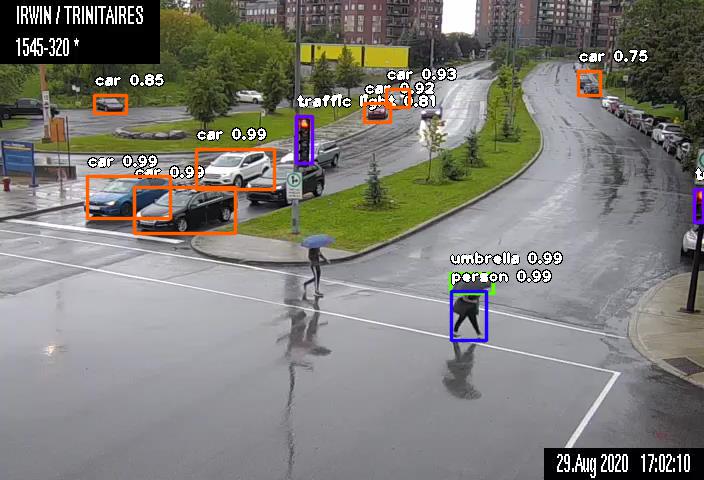 IRWIN / TRINITAIRES
1545-320 *
car 0.75
car 0.85
car 0.93
car 0.92
traffic light 0.81
car 0.99
car 0.99
car 0.99
umbrella 0.99
person 0.99
29.Aug 2020 17:02:10